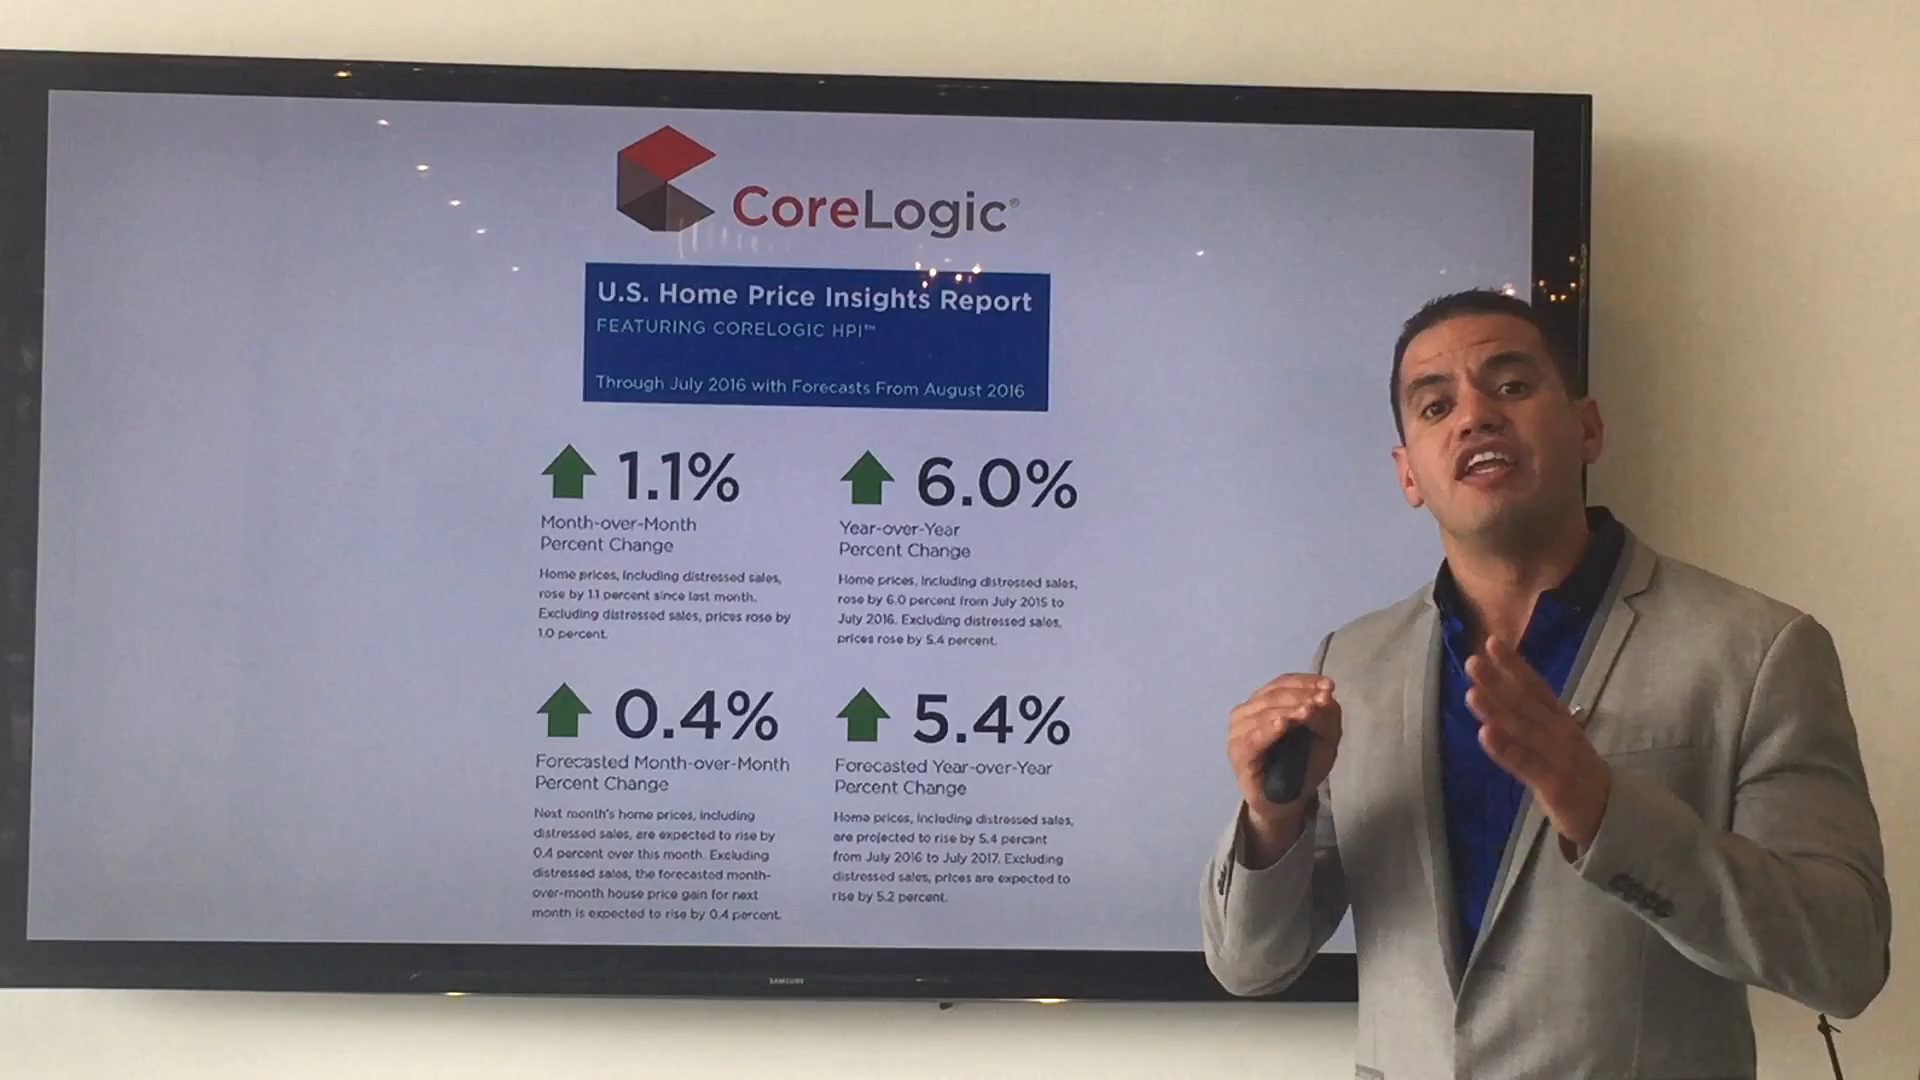 CoreLogic®
U.S. Home Price Insights Report
FEATURING CORELOGIC HPI™
Through July 2016 with Forecasts From August 2016
1.1%
Month-over-Month
Percent Change
Home prices, including distressed sales,
rose by 1.1 percent since last month.
Excluding distressed sales, prices rose by
1.0 percent.
6.0%
Year-over-Year
Percent Change
Home prices, including distressed sales,
rose by 6.0 percent from July 2015 to
July 2016. Excluding distressed sales,
prices rose by 5.4 percent.
0.4%
Forecasted Month-over-Month
Percent Change
Next month's home prices, including
distressed sales, are expected to rise by
0.4 percent over this month. Excluding
distressed sales, the forecasted month-
over-month house price gain for next
month is expected to rise by 0.4 percent.
5.4%
Forecasted Year-over-Year
Percent Change
Home prices, including distressed sales,
are projected to rise by 5.4 percent
from July 2016 to July 2017. Excluding
distressed sales, prices are expected to
rise by 5.2 percent.
SAMSUNG